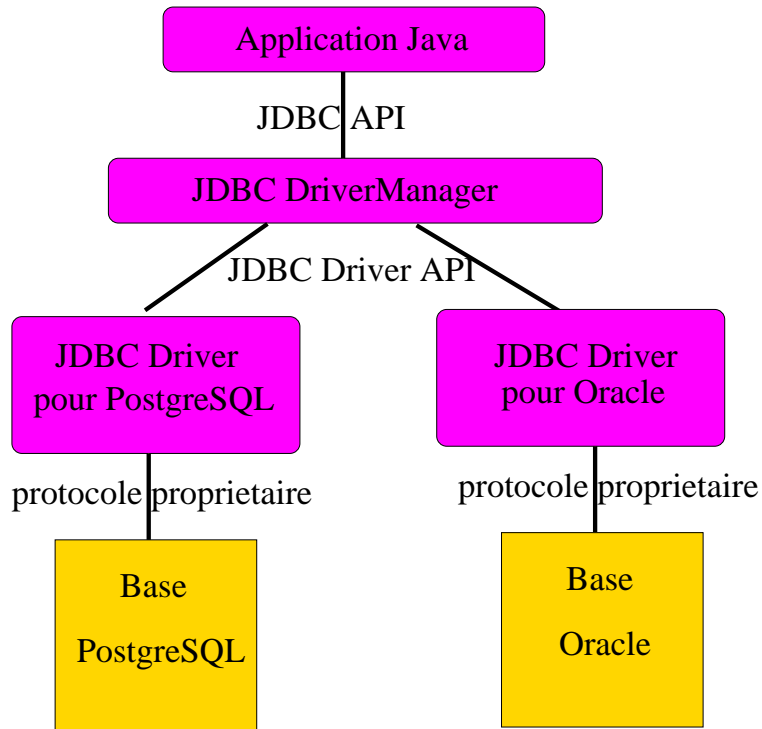 Application Java
JDBC API
JDBC DriverManager
JDBC Driver API
JDBC Driver
pour PostgreSQL
JDBC Driver
pour Oracle
protocole proprietaire
protocole proprietaire
Base
PostgreSQL
Base
Oracle